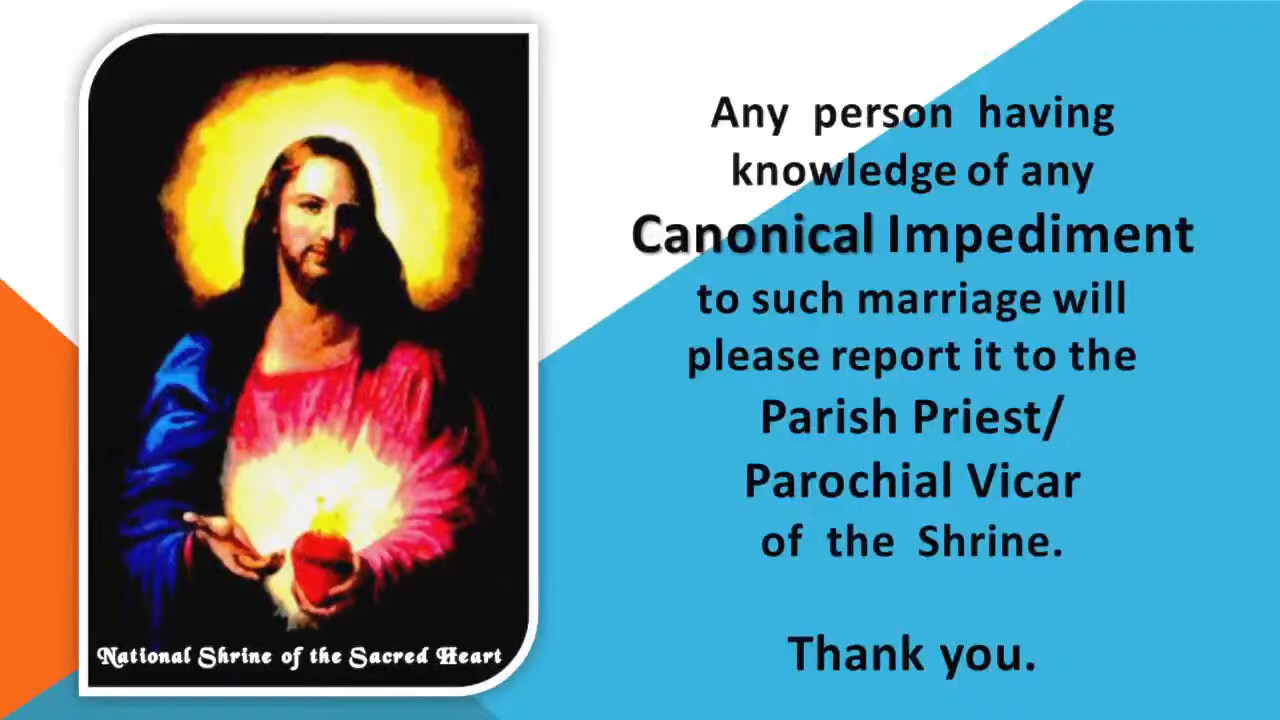 National Shrine of the Sacred Heart
Any person having
knowledge of any
Canonical Impediment
to such marriage will
please report it to the
Parish Priest/
Parochial Vicar
of the Shrine.
Thank you.